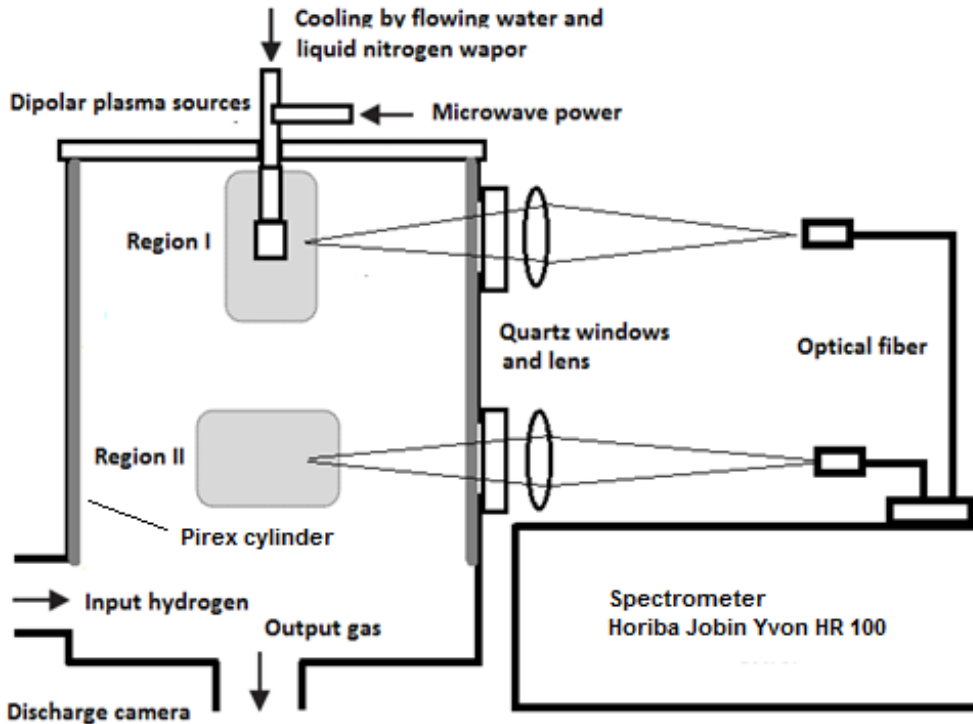 Cooling by flowing water and
liquid nitrogen wapor
Dipolar plasma sources
Microwave power
Region I
Quartz windows
and lens
Optical fiber
Region II
Pirex cylinder
Input hydrogen
Spectrometer
Horiba Jobin Yvon HR 100
Output gas
Discharge camera